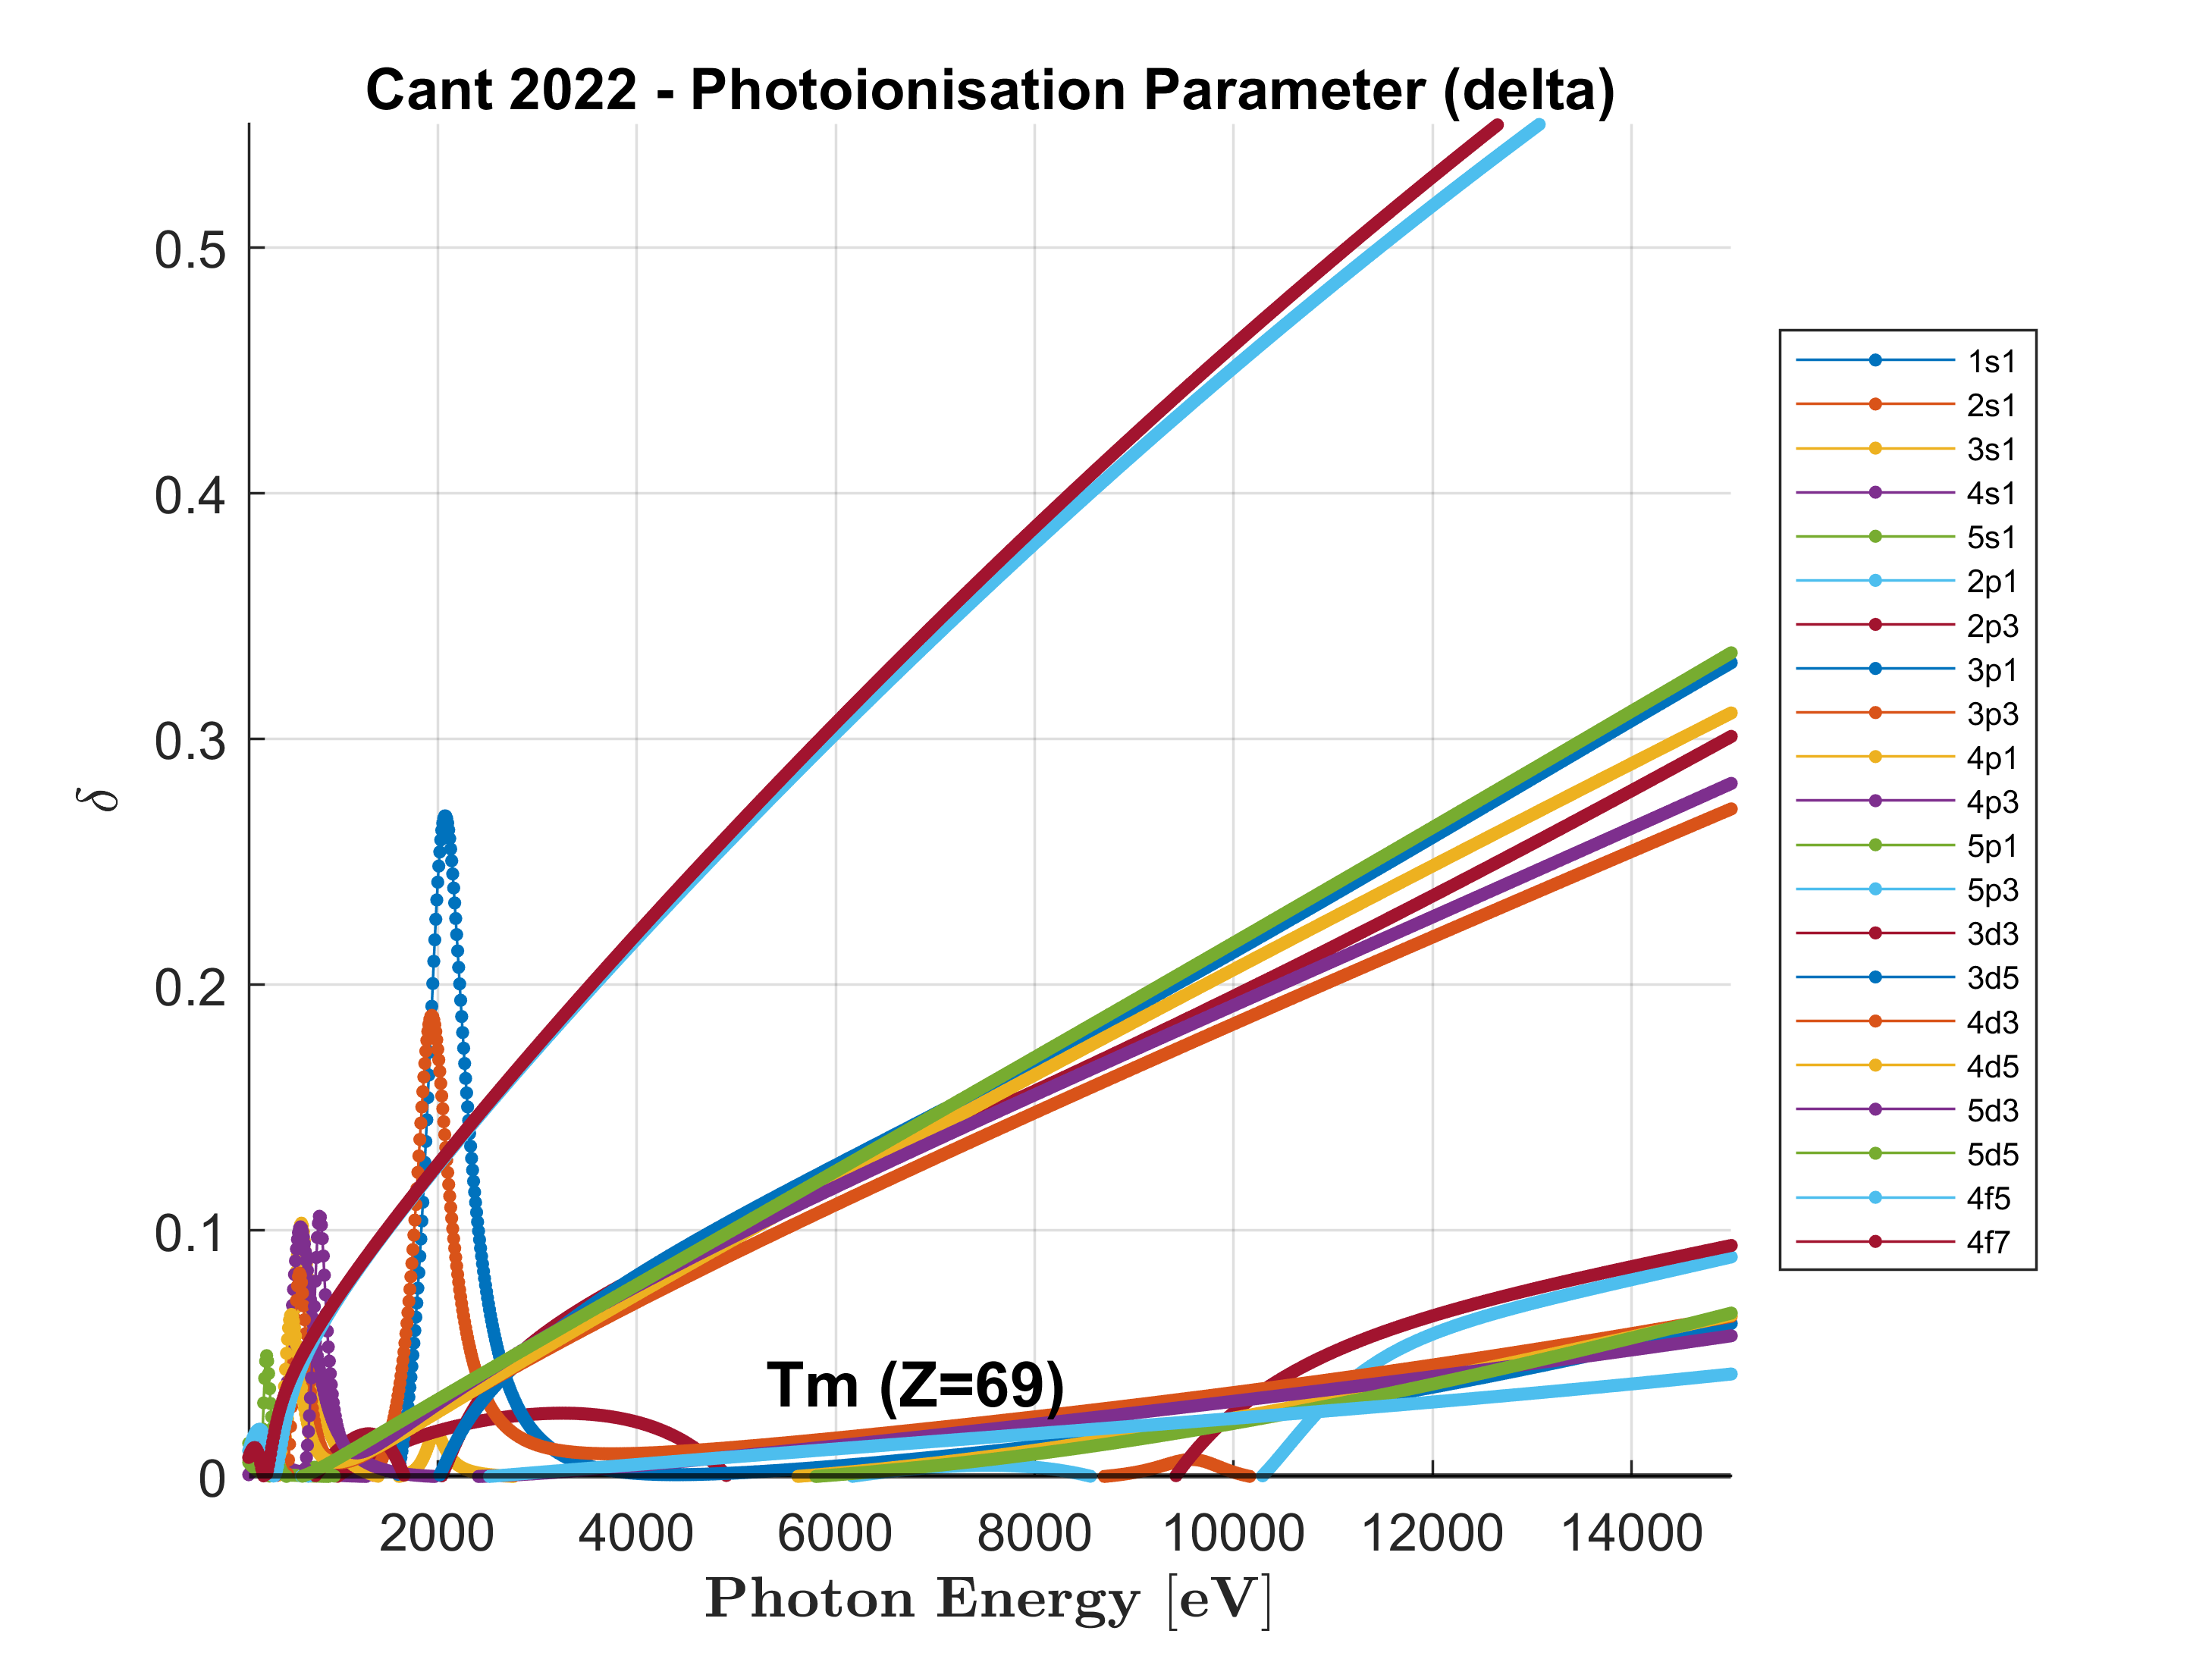 Cant 2022 - Photoionisation Parameter (delta)
0.5
0.4
0.3
0.2
0.1
0
δ
Tm (Z=69)
2000 4000 6000 8000 10000 12000 14000
Photon Energy [eV]
1s1
2s1
3s1
4s1
5s1
2p1
2p3
3p1
3p3
4p1
4p3
5p1
5p3
3d3
3d5
4d3
4d5
5d3
5d5
4f5
4f7